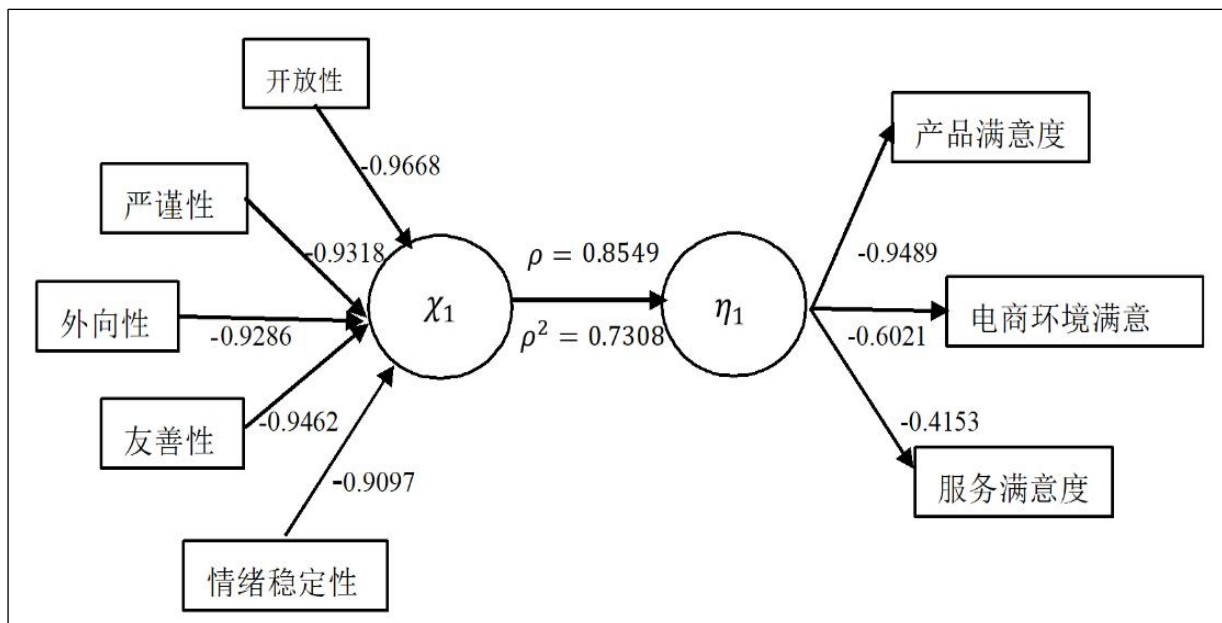 开放性
-0.9668
严谨性
-0.9318
外向性
-0.9286
友善性
-0.9462
情绪稳定性
-0.9097
χ₁
ρ = 0.8549
ρ² = 0.7308
η₁
产品满意度
-0.9489
电商环境满意
-0.6021
服务满意度
-0.4153